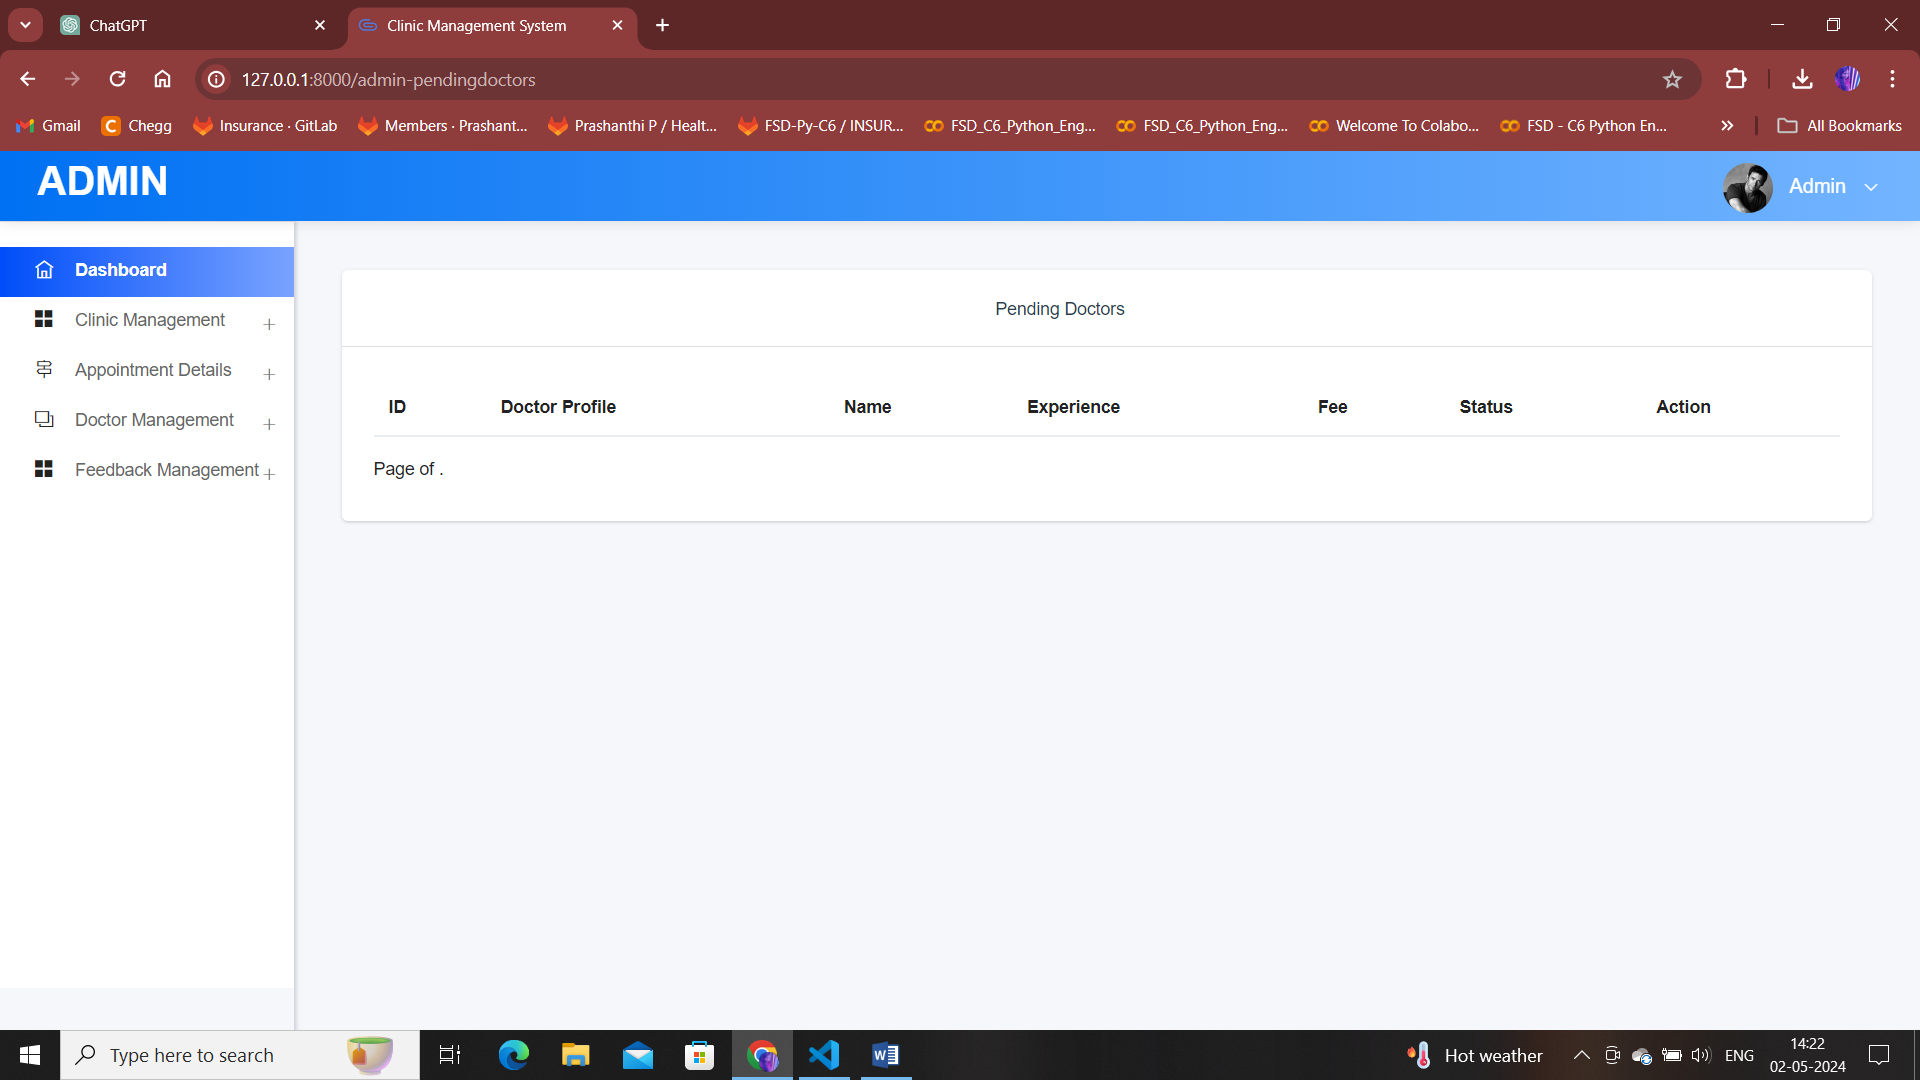 ChatGPT
Clinic Management System
127.0.0.1:8000/admin-pendingdoctors
Gmail
Chegg
Insurance · GitLab
Members · Prashant...
Prashanthi P / Healt...
FSD-Py-C6 / INSUR...
FSD_C6_Python_Eng...
FSD_C6_Python_Eng...
Welcome To Colabo...
FSD - C6 Python En...
All Bookmarks
ADMIN
Admin
Dashboard
Clinic Management
Appointment Details
Doctor Management
Feedback Management
Pending Doctors
ID Doctor Profile Name Experience Fee Status Action
Page of .
Type here to search
Hot weather
ENG
14:22
02-05-2024